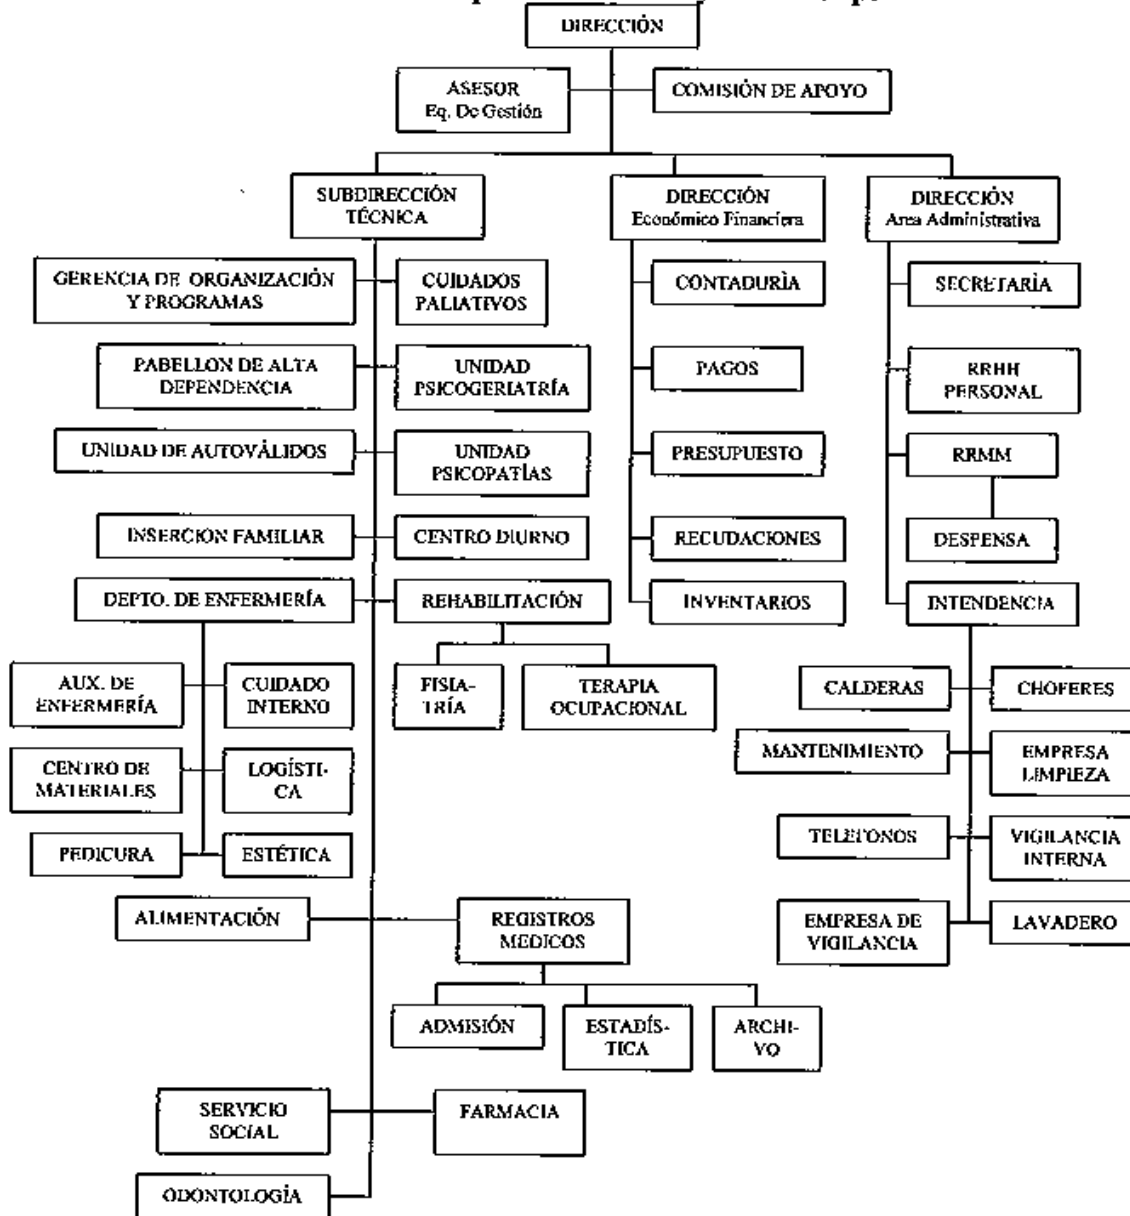 DIRECCIÓN
ASESOR
Eq. De Gestión
COMISIÓN DE APOYO
SUBDIRECCIÓN
TÉCNICA
DIRECCIÓN
Económico Financiera
DIRECCIÓN
Area Administrativa
GERENCIA DE ORGANIZACIÓN
Y PROGRAMAS
CUIDADOS
PALIATIVOS
CONTADURÌA
SECRETARÌA
PABELLON DE ALTA
DEPENDENCIA
UNIDAD
PSICOGERIATRÍA
PAGOS
RRHH
PERSONAL
UNIDAD DE AUTOVÁLIDOS
UNIDAD
PSICOPATÍAS
PRESUPUESTO
RRMM
INSERCION FAMILIAR
CENTRO DIURNO
RECUDACIONES
DESPENSA
DEPTO. DE ENFERMERÍA
REHABILITACIÓN
INVENTARIOS
INTENDENCIA
AUX. DE
ENFERMERÍA
CUIDADO
INTERNO
FISIA-
TRÍA
TERAPIA
OCUPACIONAL
CALDERAS
CHOFERES
CENTRO DE
MATERIALES
LOGÍSTI-
CA
MANTENIMIENTO
EMPRESA
LIMPIEZA
PEDICURA
ESTÉTICA
TELEFONOS
VIGILANCIA
INTERNA
ALIMENTACIÓN
REGISTROS
MEDICOS
EMPRESA DE
VIGILANCIA
LAVADERO
ADMISIÓN
ESTADÍS-
TICA
ARCHI-
VO
SERVICIO
SOCIAL
FARMACIA
ODONTOLOGÍA